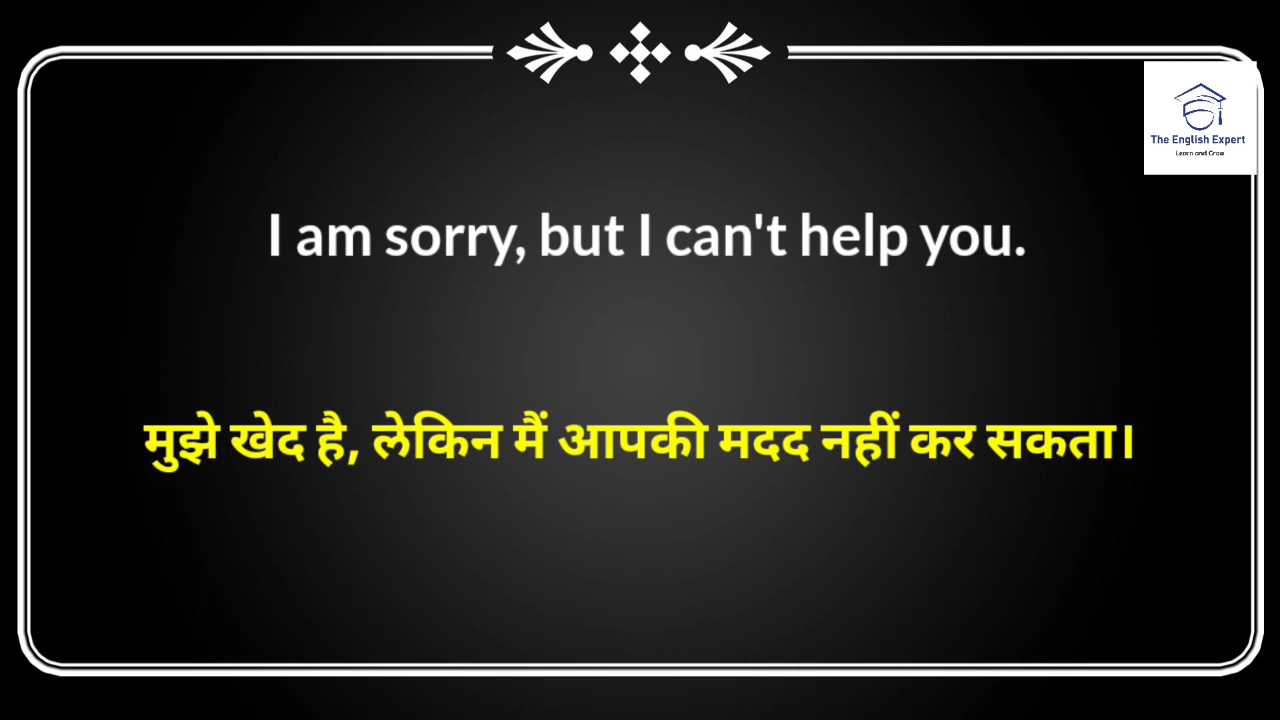 The English Expert
Learn and Grow
I am sorry, but I can't help you.
मुझे खेद है, लेकिन मैं आपकी मदद नहीं कर सकता।